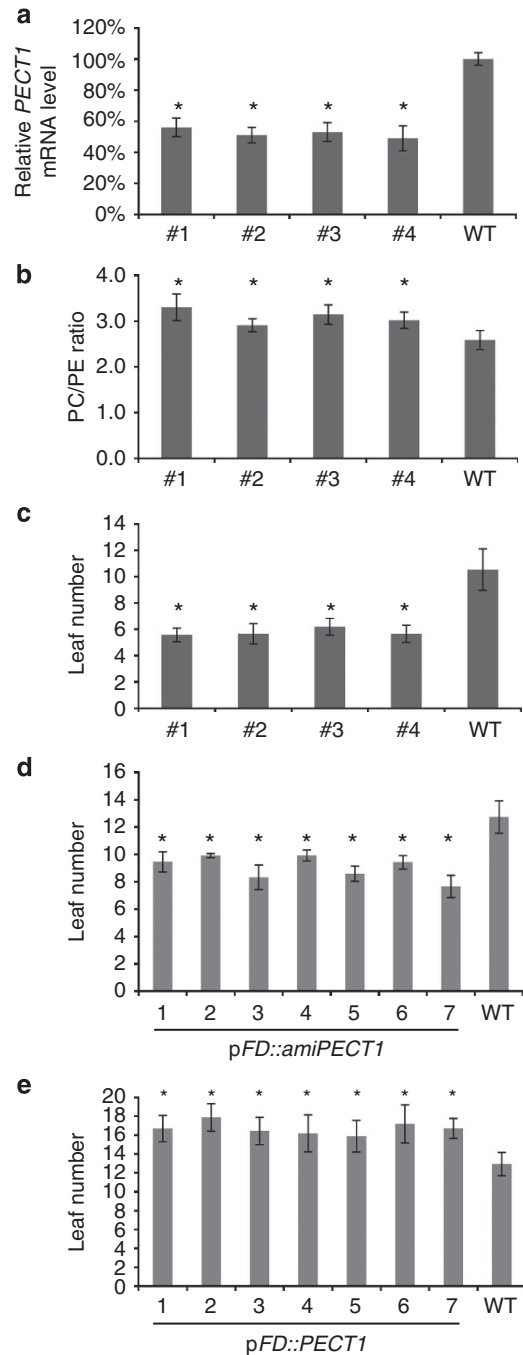 a
Relative PECT1
mRNA level
120%
100%
80%
60%
40%
20%
0%
* * * *
#1 #2 #3 #4 WT
b
PC/PE ratio
4.0
3.0
2.0
1.0
0.0
* * * *
#1 #2 #3 #4 WT
c
Leaf number
14
12
10
8
6
4
2
0
* * * *
#1 #2 #3 #4 WT
d
Leaf number
16
14
12
10
8
6
4
2
0
* * * * * * *
1 2 3 4 5 6 7 WT
pFD::amiPECT1
e
Leaf number
20
18
16
14
12
10
8
6
4
2
0
* * * * * * *
1 2 3 4 5 6 7 WT
pFD::PECT1